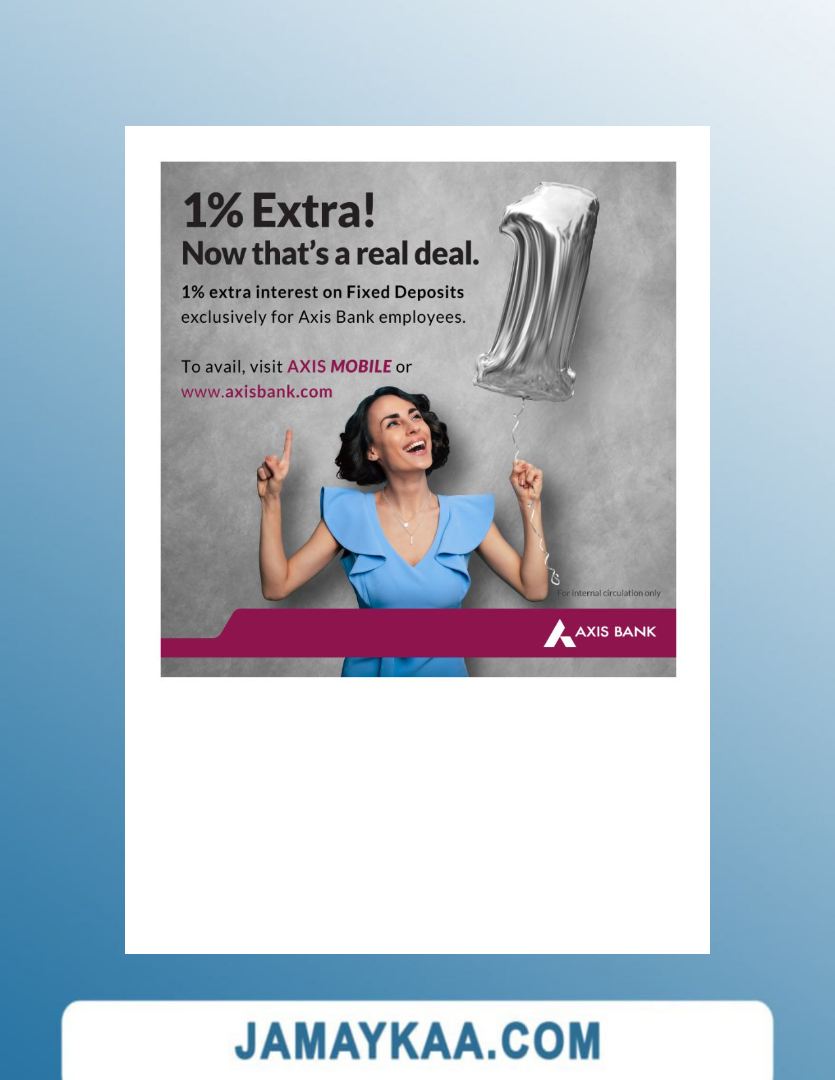 1% Extra!
Now that's a real deal.
1% extra interest on Fixed Deposits
exclusively for Axis Bank employees.
To avail, visit AXIS MOBILE or
www.axisbank.com
For internal circulation only
AXIS BANK
JAMAYKAA.COM